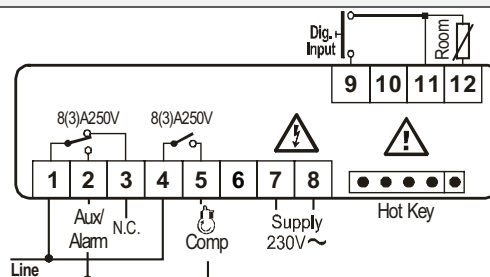 Dig.
Input
Room
9 10 11 12
8(3)A250V 8(3)A250V
1 2 3 4 5 6 7 8
Aux/
Alarm
N.C.
Comp
Supply
230V~
Hot Key
Line